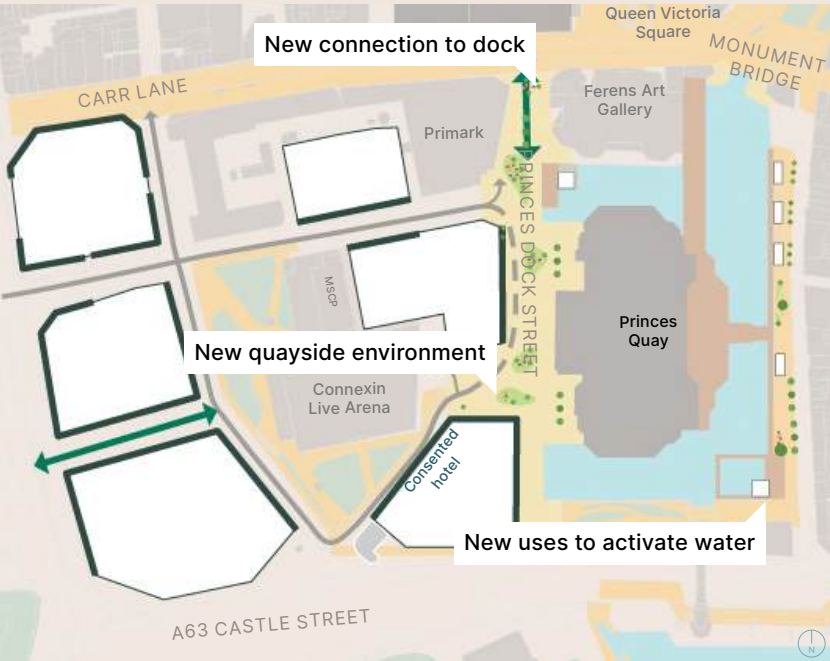 Queen Victoria
Square
New connection to dock
MONUMENT
BRIDGE
CARR LANE
Ferens Art
Gallery
Primark
PRINCES DOCK STREET
MSCP
Princes
Quay
New quayside environment
Connexin
Live Arena
Consented
hotel
New uses to activate water
A63 CASTLE STREET
N